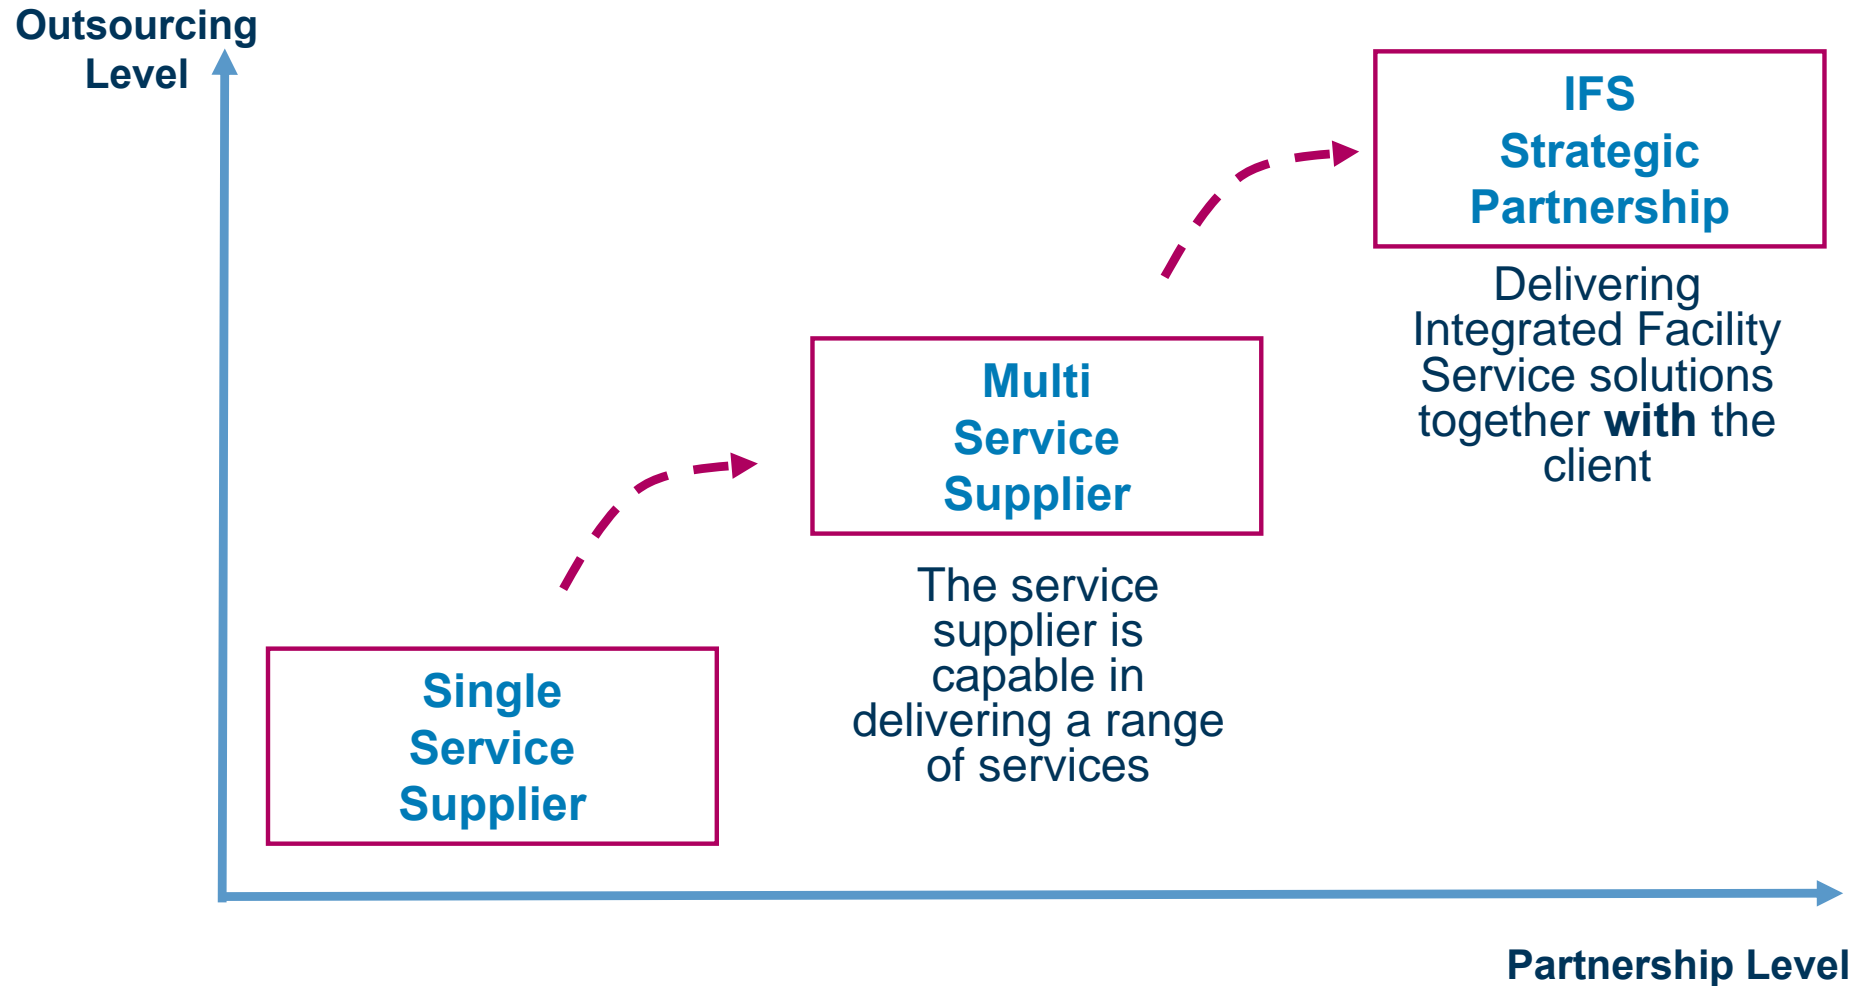 Outsourcing
Level
IFS
Strategic
Partnership
Delivering
Integrated Facility
Service solutions
together with the
client
Multi
Service
Supplier
The service
supplier is
capable in
delivering a range
of services
Single
Service
Supplier
Partnership Level